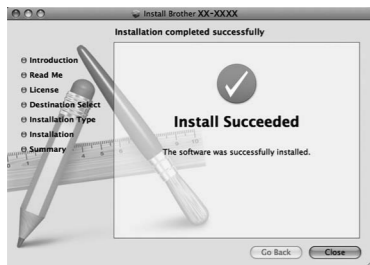 Install Brother XX-XXXX
Installation completed successfully
Introduction
Read Me
License
Destination Select
Installation Type
Installation
Summary
Install Succeeded
The software was successfully installed.
Go Back
Close